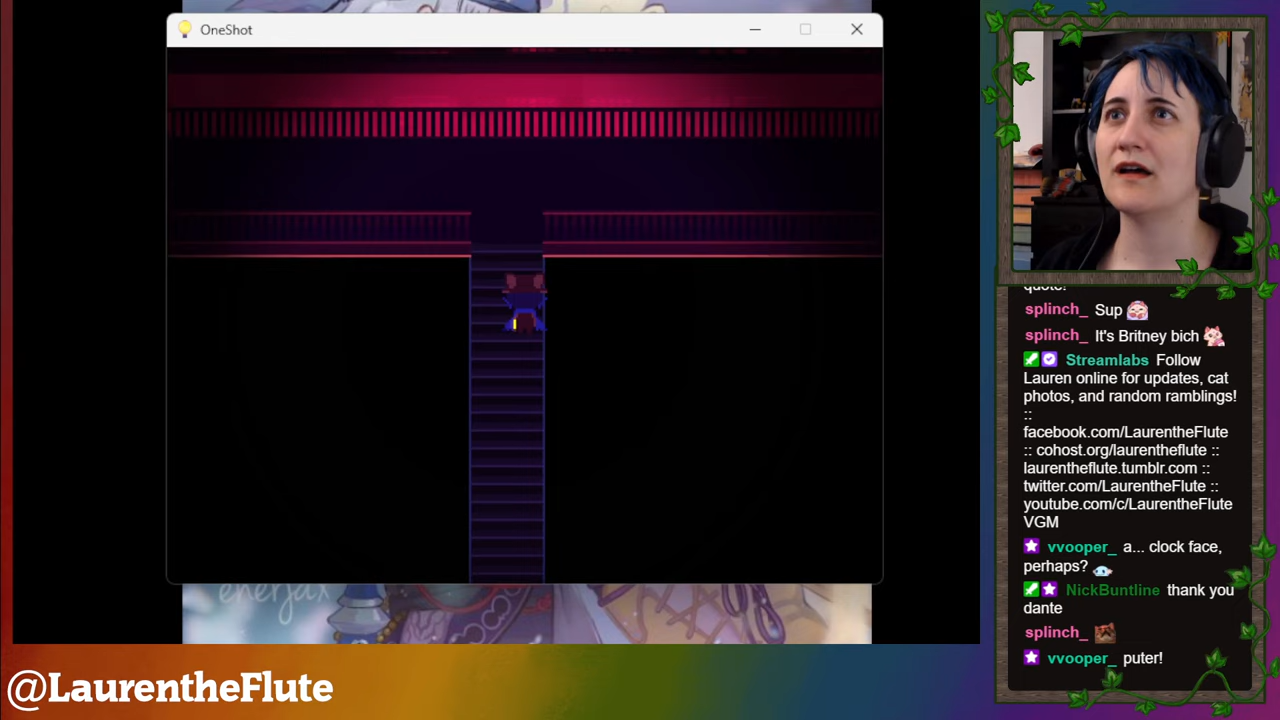 OneShot
quote!
splinch_ Sup
splinch_ It's Britney bich
Streamlabs Follow
Lauren online for updates, cat
photos, and random ramblings!
::
facebook.com/LaurentheFlute
:: cohost.org/laurentheflute ::
laurentheflute.tumblr.com ::
twitter.com/LaurentheFlute ::
youtube.com/c/LaurentheFlute
VGM
vvooper_ a... clock face,
perhaps?
NickBuntline thank you
dante
splinch_
vvooper_ puter!
enerjax
@LaurentheFlute